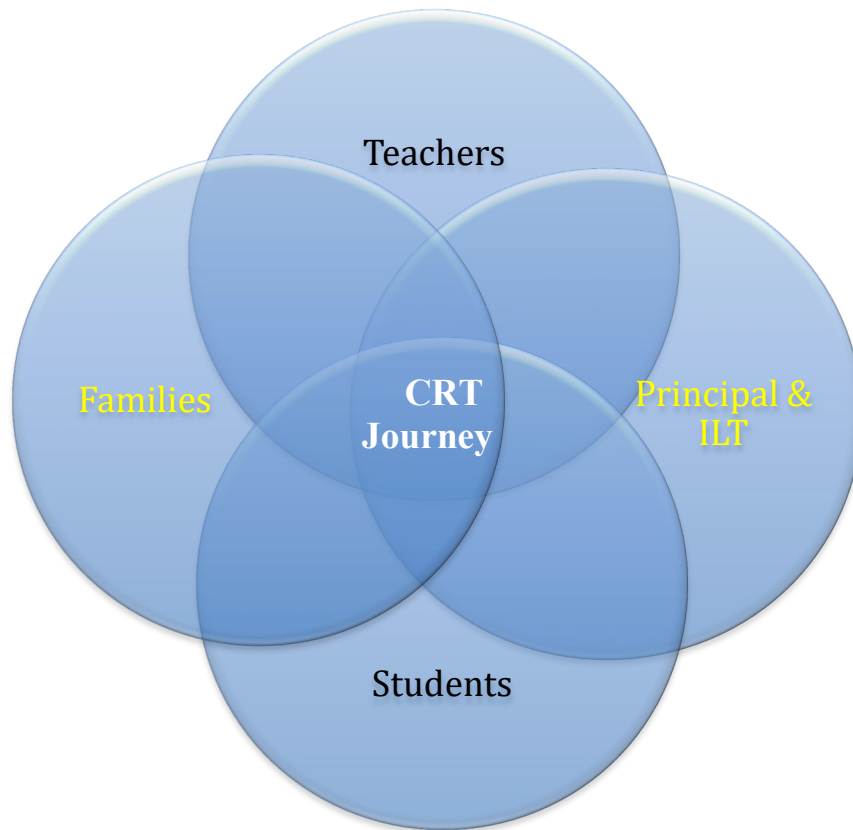 Teachers
Families
CRT
Journey
Principal &
ILT
Students